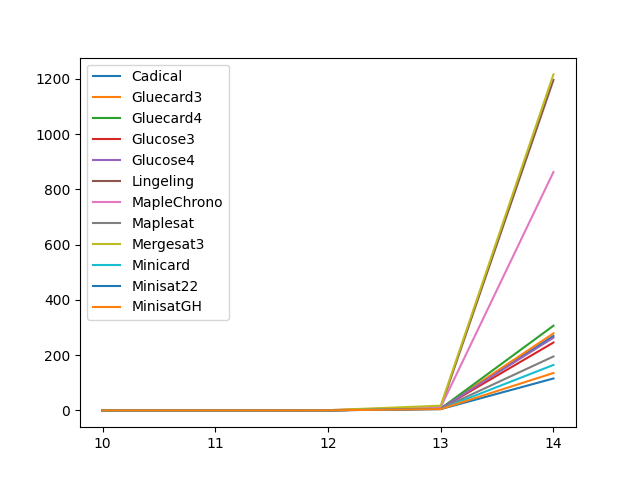 1200
1000
800
600
400
200
0
Cadical
Gluecard3
Gluecard4
Glucose3
Glucose4
Lingeling
MapleChrono
Maplesat
Mergesat3
Minicard
Minisat22
MinisatGH
10 11 12 13 14